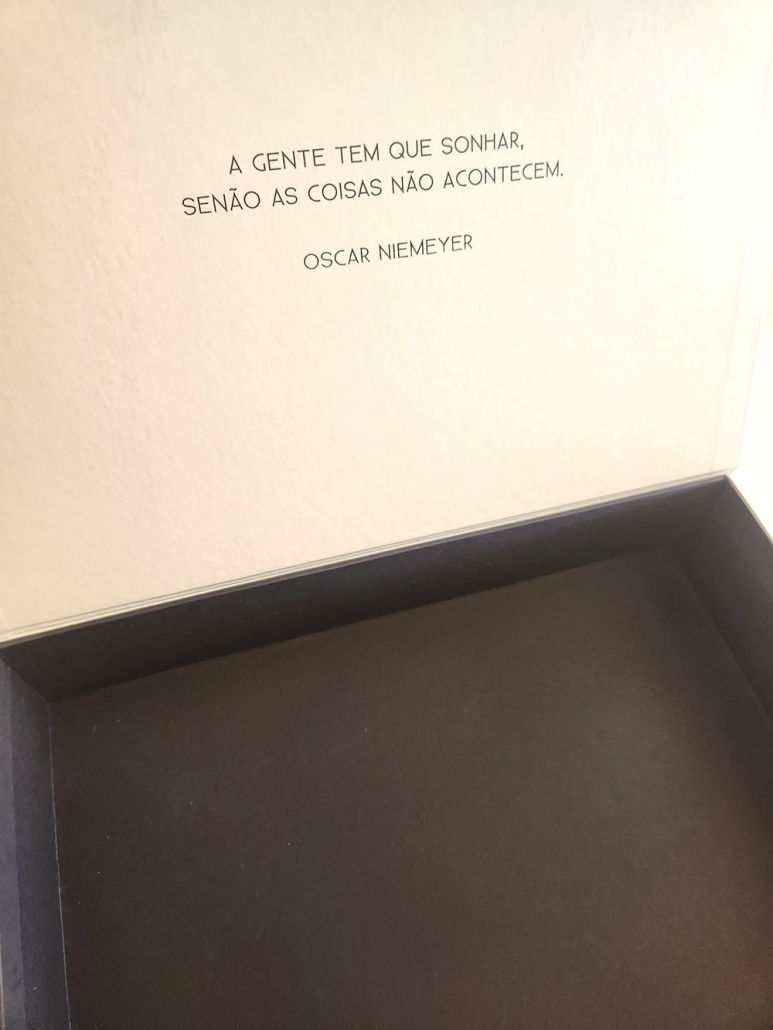 A GENTE TEM QUE SONHAR,
SENÃO AS COISAS NÃO ACONTECEM.
OSCAR NIEMEYER